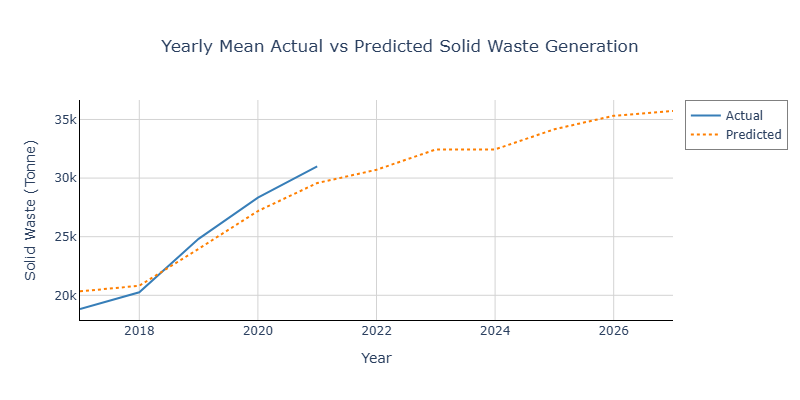 Yearly Mean Actual vs Predicted Solid Waste Generation
35k
30k
25k
20k
Solid Waste (Tonne)
2018
2020
2022
2024
2026
Year
Actual
Predicted